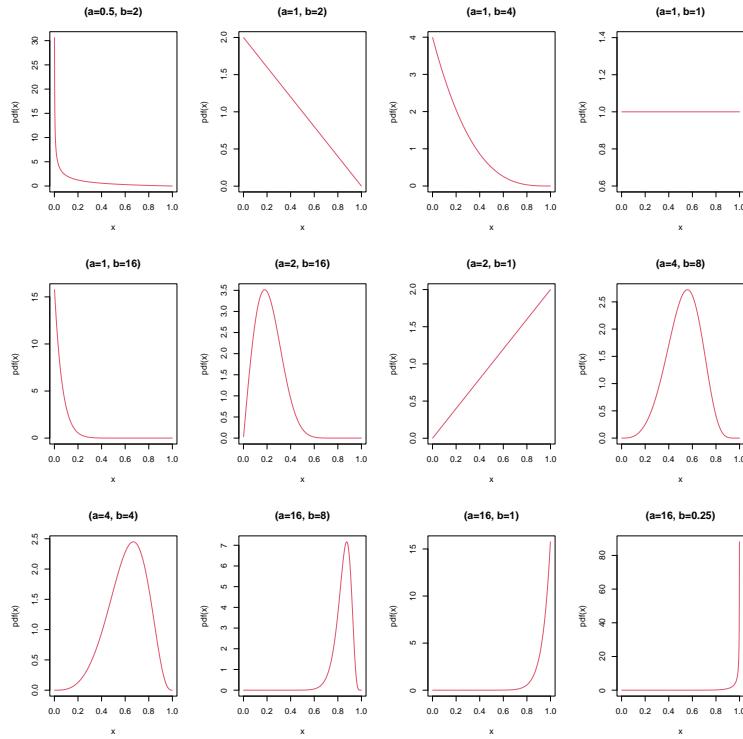 (a=0.5, b=2)
pdf(x)
0 5 10 15 20 25 30
0.0 0.2 0.4 0.6 0.8 1.0
x
(a=1, b=2)
pdf(x)
0.0 0.5 1.0 1.5 2.0
0.0 0.2 0.4 0.6 0.8 1.0
x
(a=1, b=4)
pdf(x)
0 1 2 3 4
0.0 0.2 0.4 0.6 0.8 1.0
x
(a=1, b=1)
pdf(x)
0.6 0.8 1.0 1.2 1.4
0.0 0.2 0.4 0.6 0.8 1.0
x
(a=1, b=16)
pdf(x)
0 5 10 15
0.0 0.2 0.4 0.6 0.8 1.0
x
(a=2, b=16)
pdf(x)
0.0 0.5 1.0 1.5 2.0 2.5 3.0 3.5
0.0 0.2 0.4 0.6 0.8 1.0
x
(a=2, b=1)
pdf(x)
0.0 0.5 1.0 1.5 2.0
0.0 0.2 0.4 0.6 0.8 1.0
x
(a=4, b=8)
pdf(x)
0.0 0.5 1.0 1.5 2.0 2.5
0.0 0.2 0.4 0.6 0.8 1.0
x
(a=4, b=4)
pdf(x)
0.0 0.5 1.0 1.5 2.0 2.5
0.0 0.2 0.4 0.6 0.8 1.0
x
(a=16, b=8)
pdf(x)
0 1 2 3 4 5 6 7
0.0 0.2 0.4 0.6 0.8 1.0
x
(a=16, b=1)
pdf(x)
0 5 10 15
0.0 0.2 0.4 0.6 0.8 1.0
x
(a=16, b=0.25)
pdf(x)
0 20 40 60 80
0.0 0.2 0.4 0.6 0.8 1.0
x